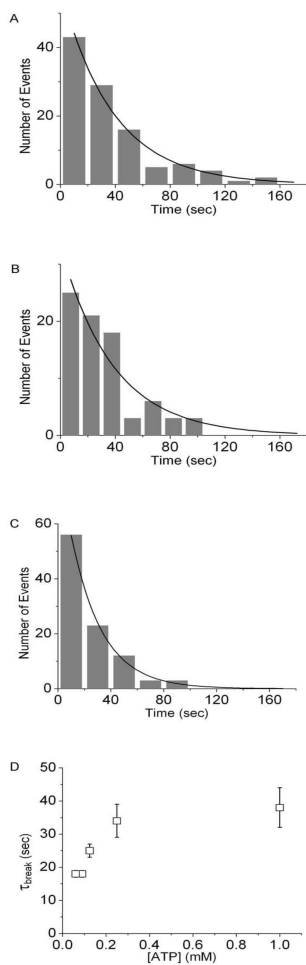 A
40
20
0
Number of Events
0 40 80 120 160
Time (sec)
B
20
0
Number of Events
0 40 80 120 160
Time (sec)
C
60
40
20
0
Number of Events
0 40 80 120 160
Time (sec)
D
50
40
30
20
10
0
τbreak (sec)
0.0 0.2 0.4 0.6 0.8 1.0
[ATP] (mM)